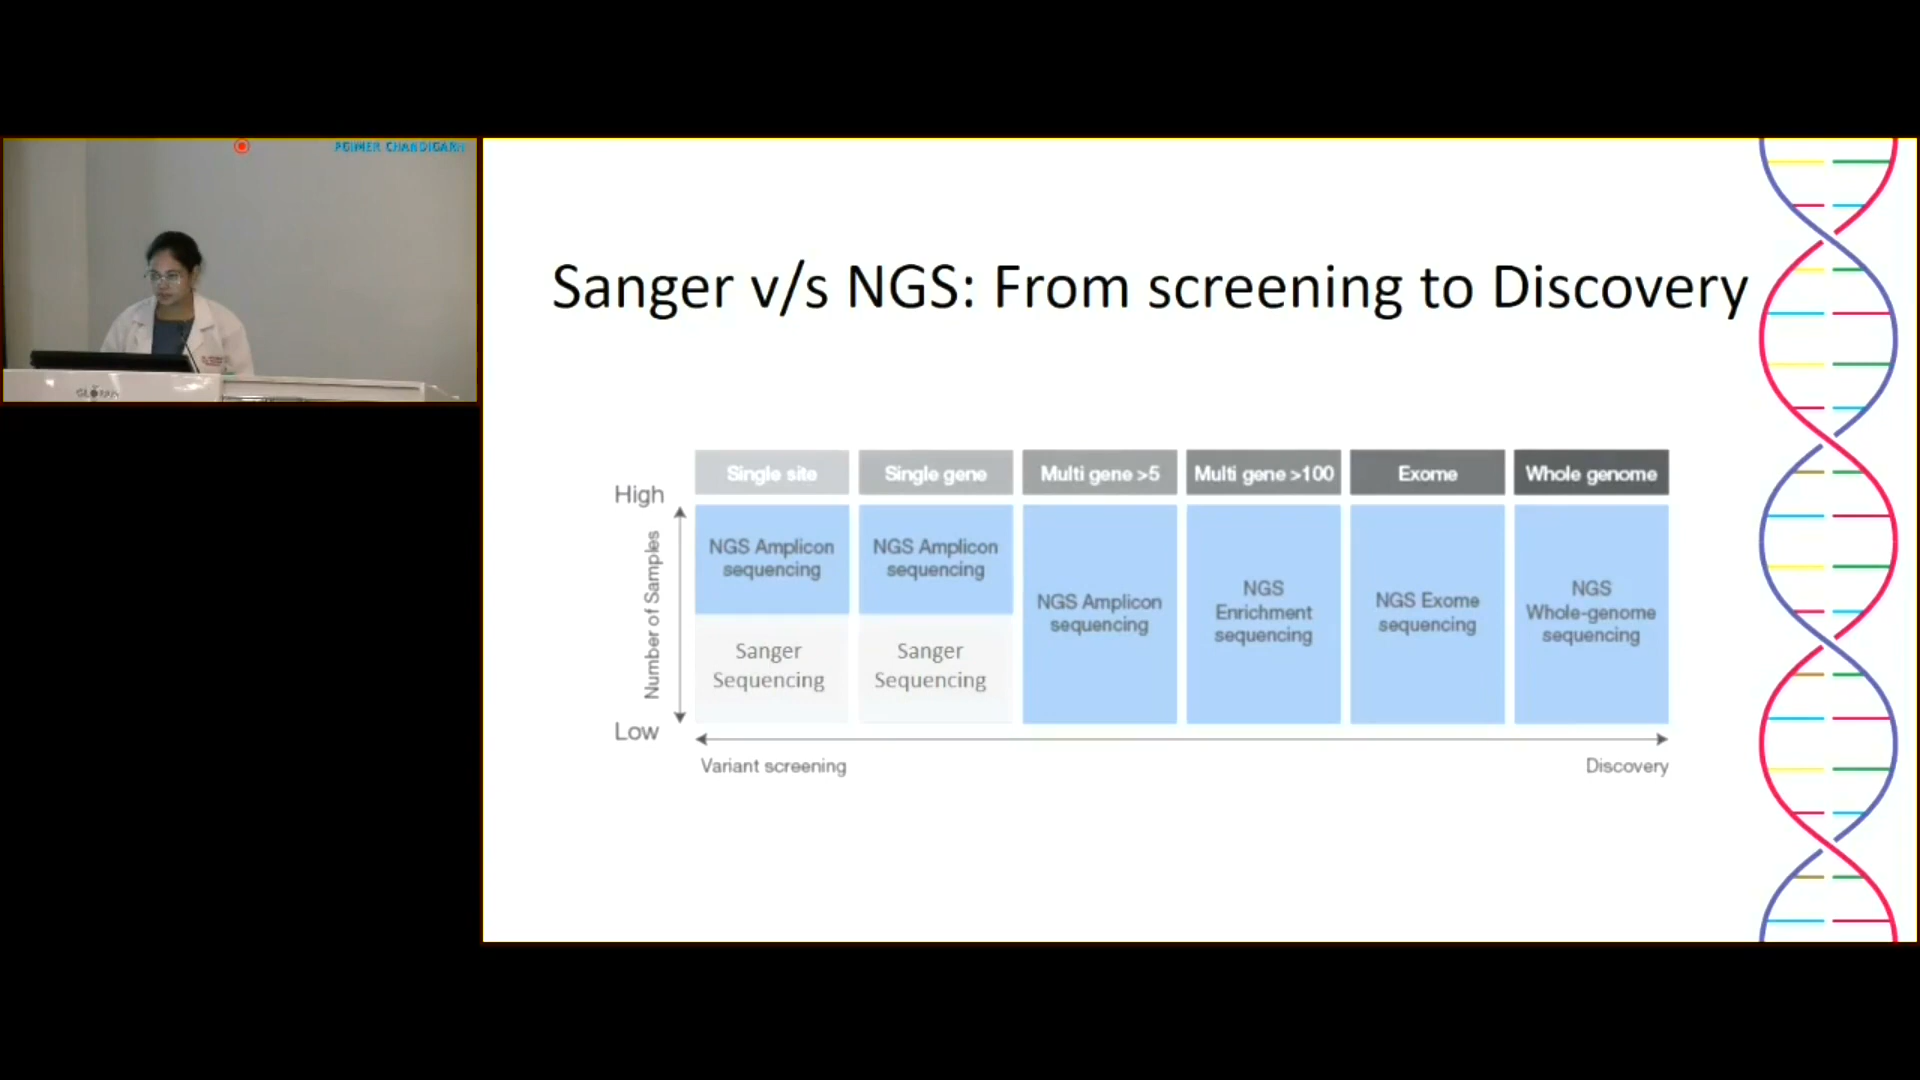 PGIMER CHANDIGARH
Sanger v/s NGS: From screening to Discovery
Single site
Single gene
Multi gene >5
Multi gene >100
Exome
Whole genome
High
Number of Samples
Low
NGS Amplicon
sequencing
Sanger
Sequencing
NGS Amplicon
sequencing
Sanger
Sequencing
NGS Amplicon
sequencing
NGS
Enrichment
sequencing
NGS Exome
sequencing
NGS
Whole-genome
sequencing
Variant screening
Discovery